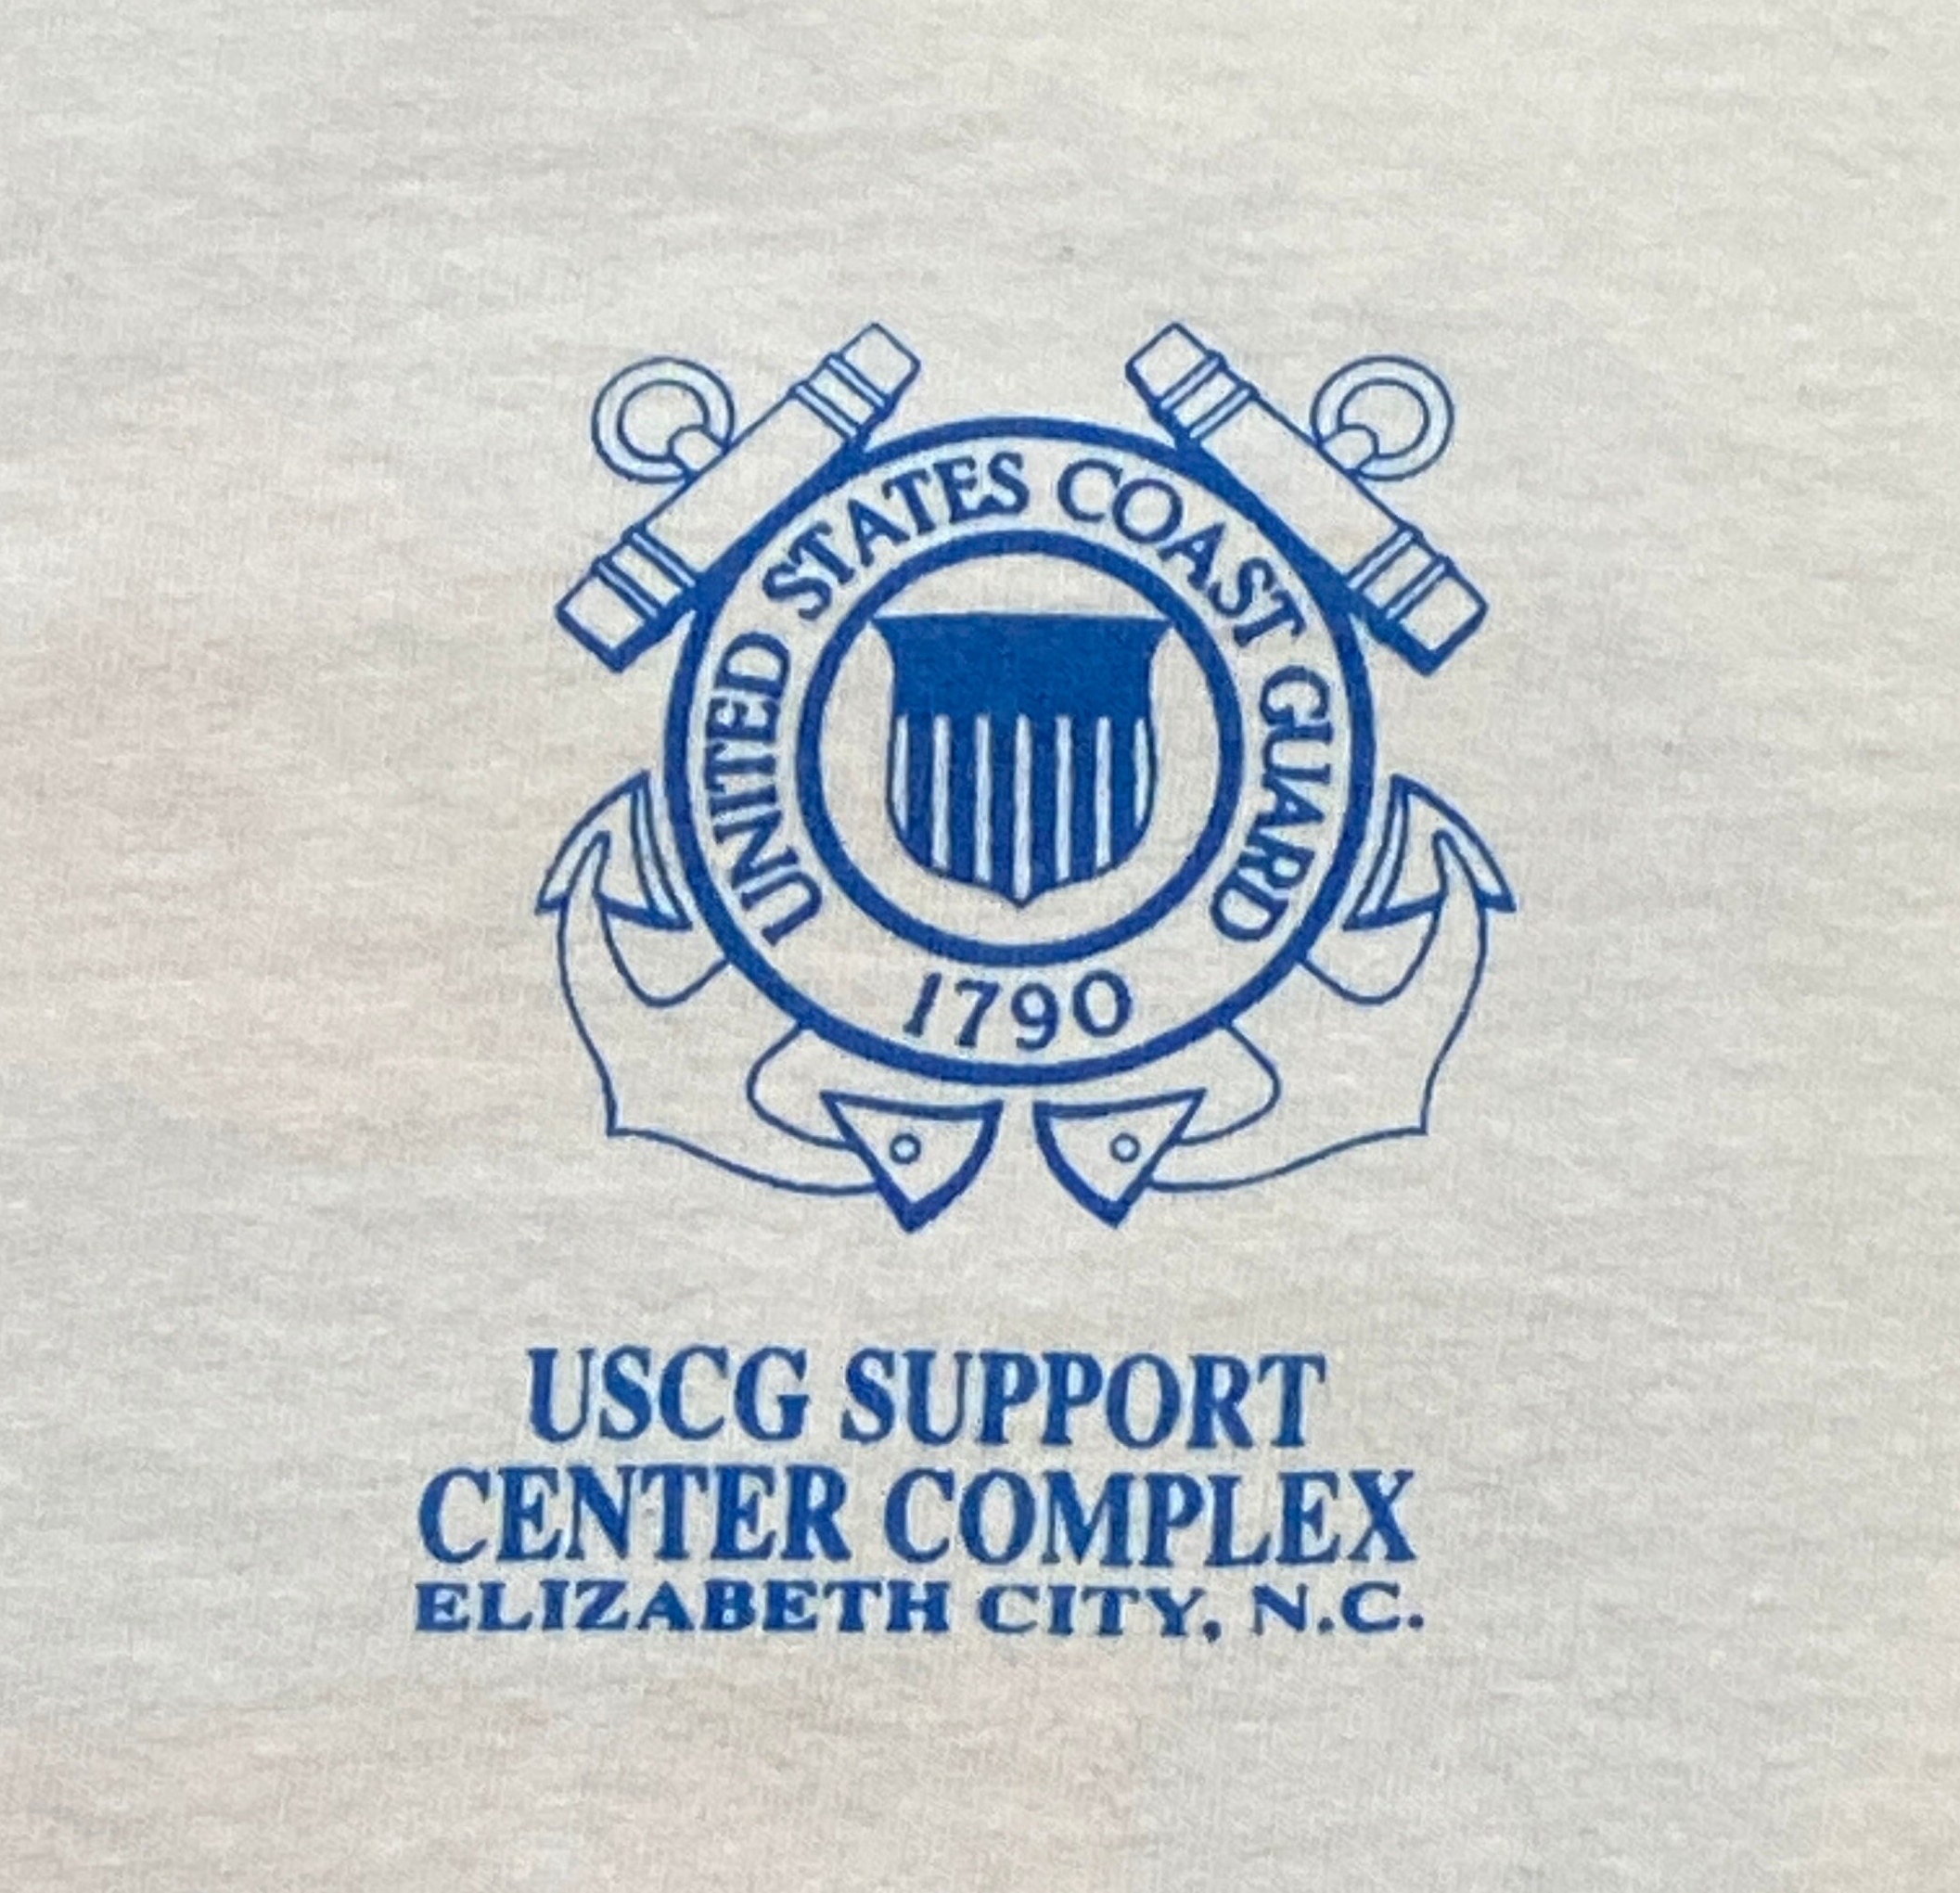 UNITED STATES COAST GUARD
1790
USCG SUPPORT
CENTER COMPLEX
ELIZABETH CITY, N.C.